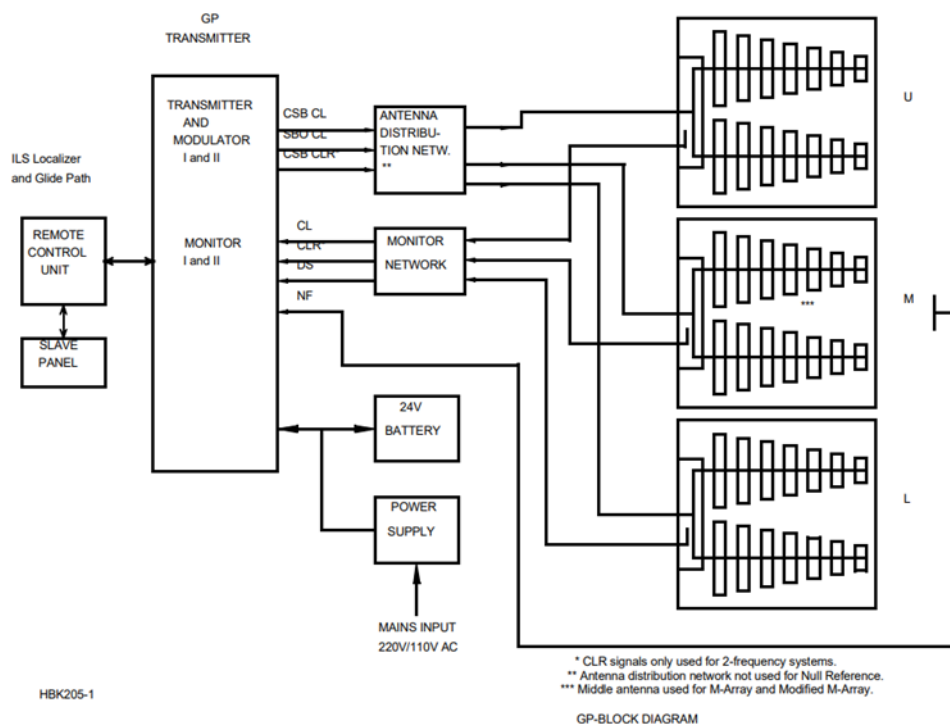 GP
TRANSMITTER
TRANSMITTER
AND
MODULATOR
I and II
MONITOR
I and II
ILS Localizer
and Glide Path
REMOTE
CONTROL
UNIT
SLAVE
PANEL
CSB CL
SBO CL
CSB CLR*
ANTENNA
DISTRIBU-
TION NETW.
**
CL
CLR*
DS
NF
MONITOR
NETWORK
24V
BATTERY
POWER
SUPPLY
MAINS INPUT
220V/110V AC
U
M
***
L
* CLR signals only used for 2-frequency systems.
** Antenna distribution network not used for Null Reference.
*** Middle antenna used for M-Array and Modified M-Array.
HBK205-1
GP-BLOCK DIAGRAM